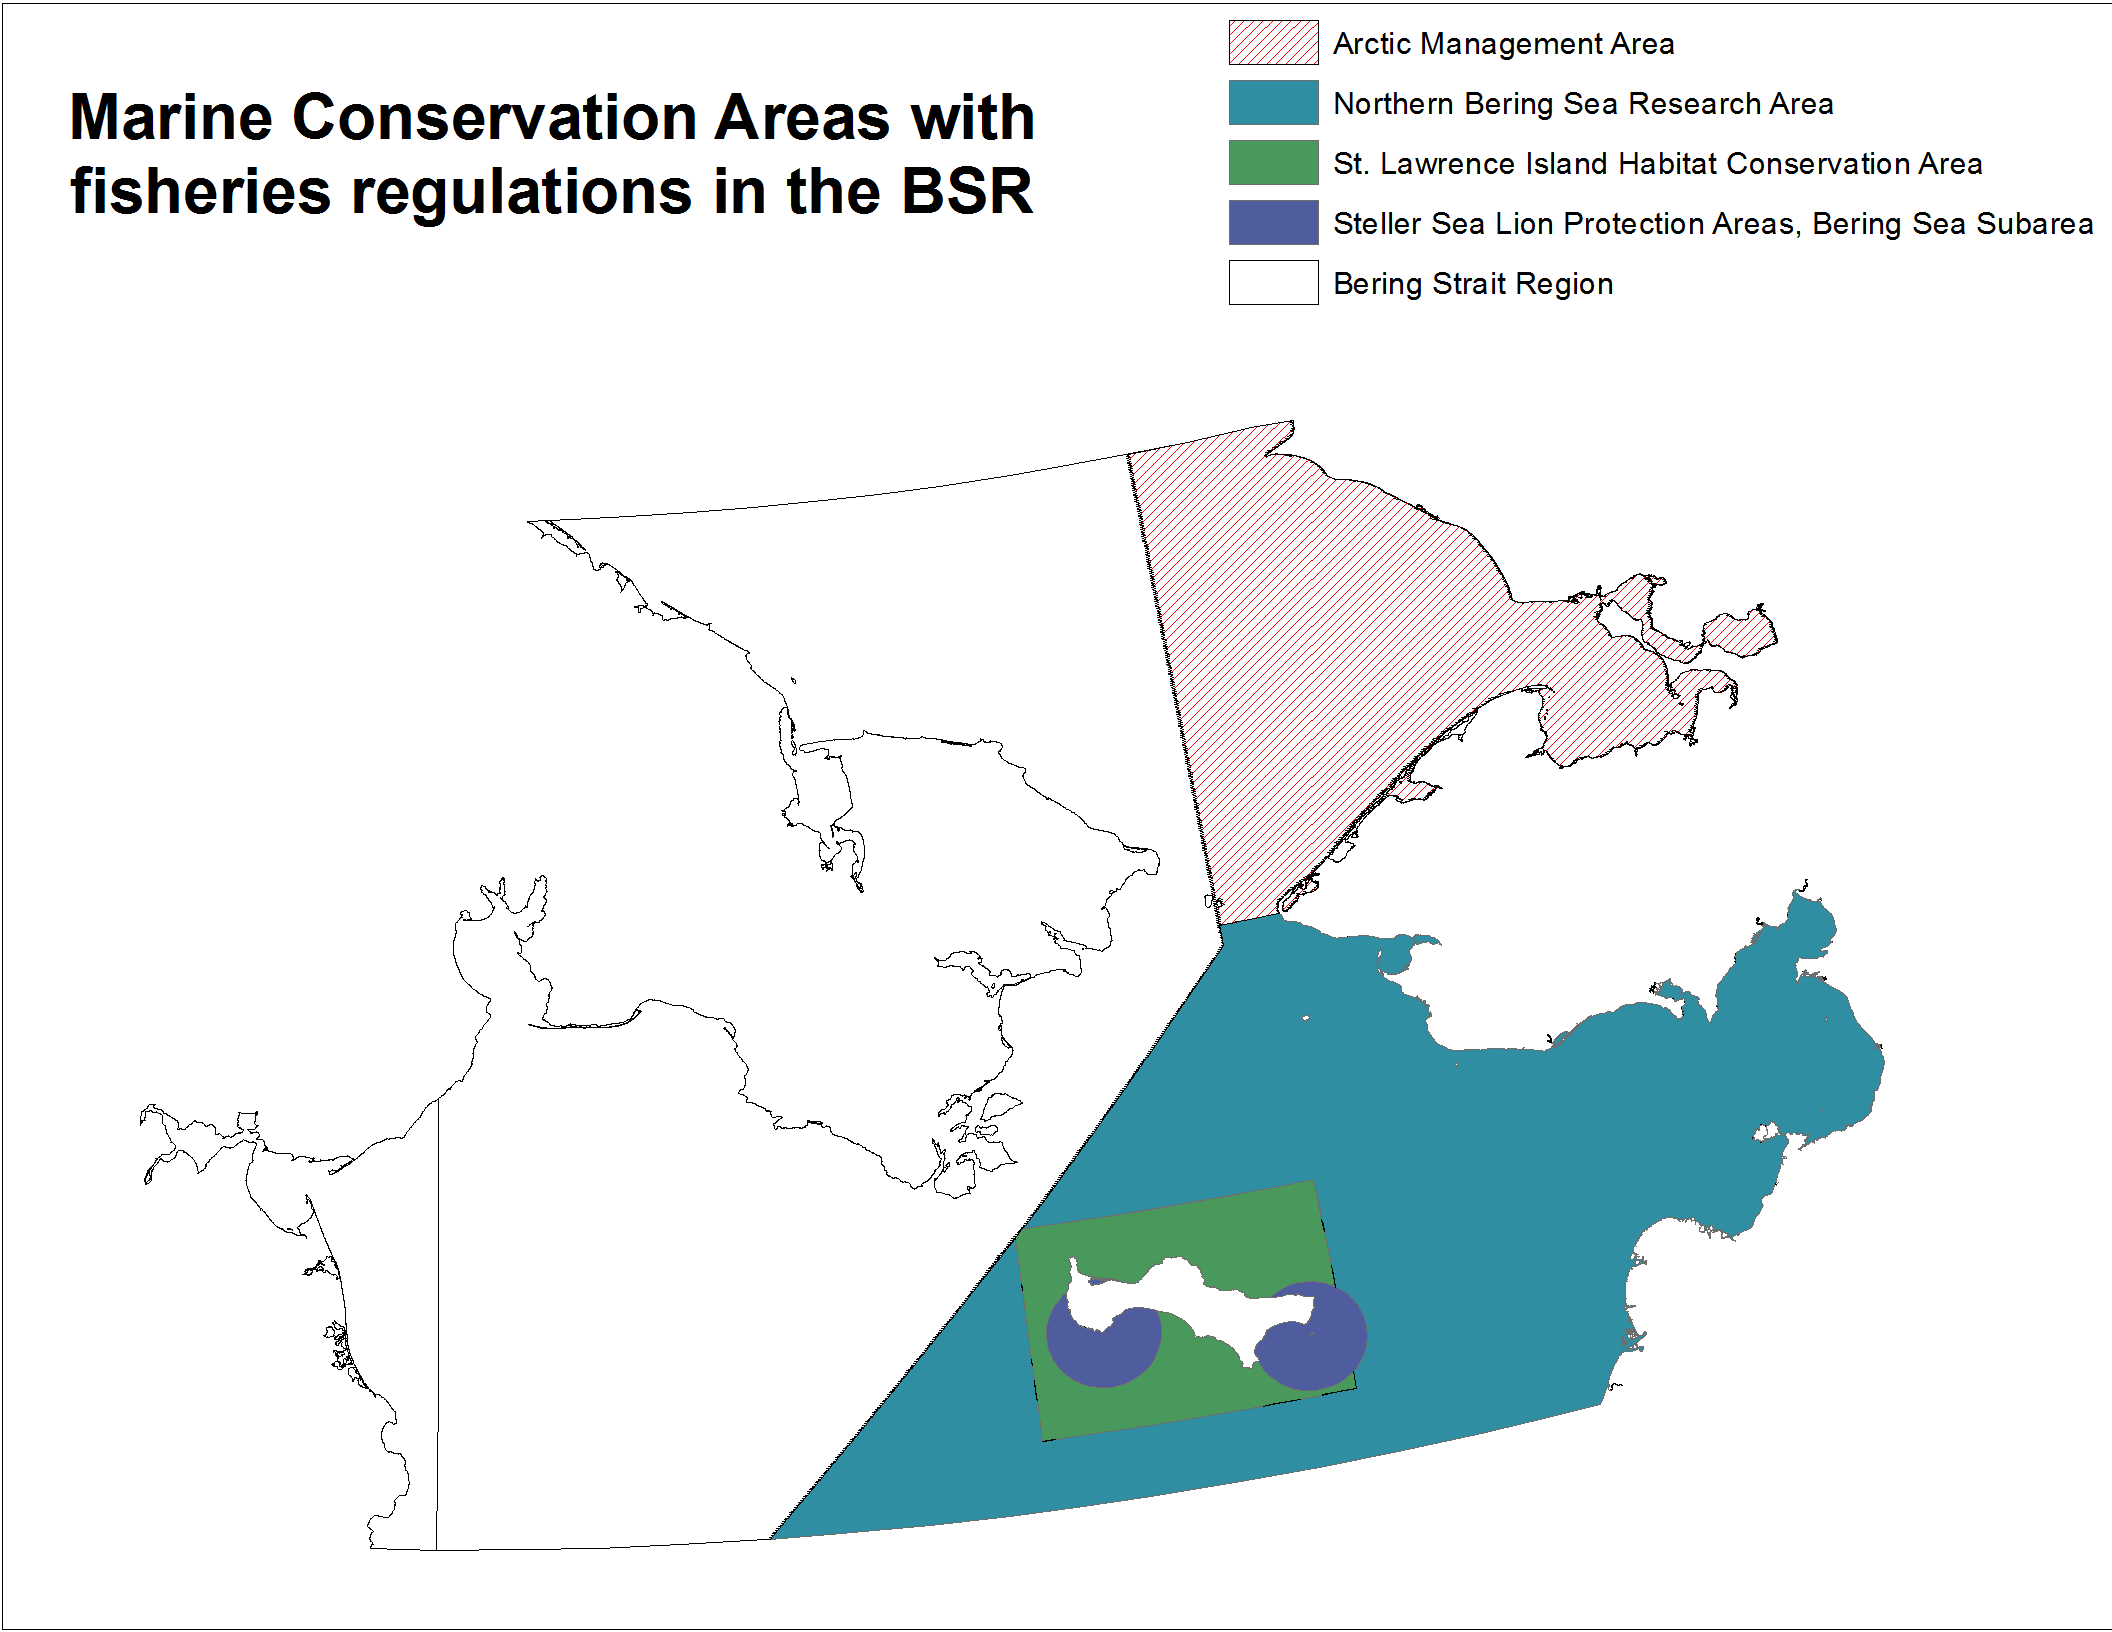 Marine Conservation Areas with
fisheries regulations in the BSR
Arctic Management Area
Northern Bering Sea Research Area
St. Lawrence Island Habitat Conservation Area
Steller Sea Lion Protection Areas, Bering Sea Subarea
Bering Strait Region